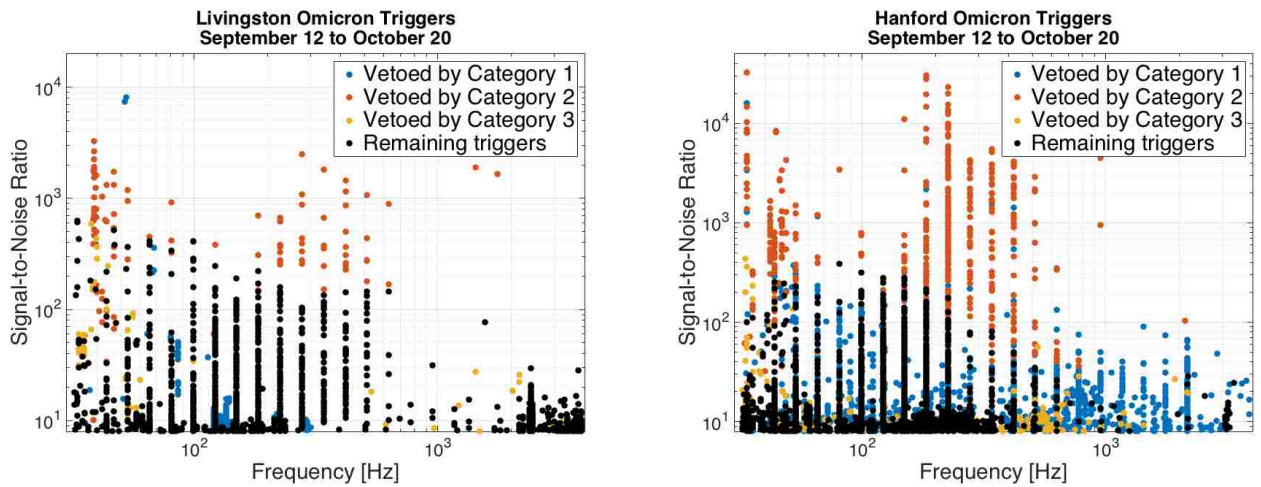 Livingston Omicron Triggers
September 12 to October 20
Vetoed by Category 1
Vetoed by Category 2
Vetoed by Category 3
Remaining triggers
10^4
10^3
10^2
10^1
Signal-to-Noise Ratio
10^2
10^3
Frequency [Hz]
Hanford Omicron Triggers
September 12 to October 20
Vetoed by Category 1
Vetoed by Category 2
Vetoed by Category 3
Remaining triggers
10^4
10^3
10^2
10^1
Signal-to-Noise Ratio
10^2
10^3
Frequency [Hz]